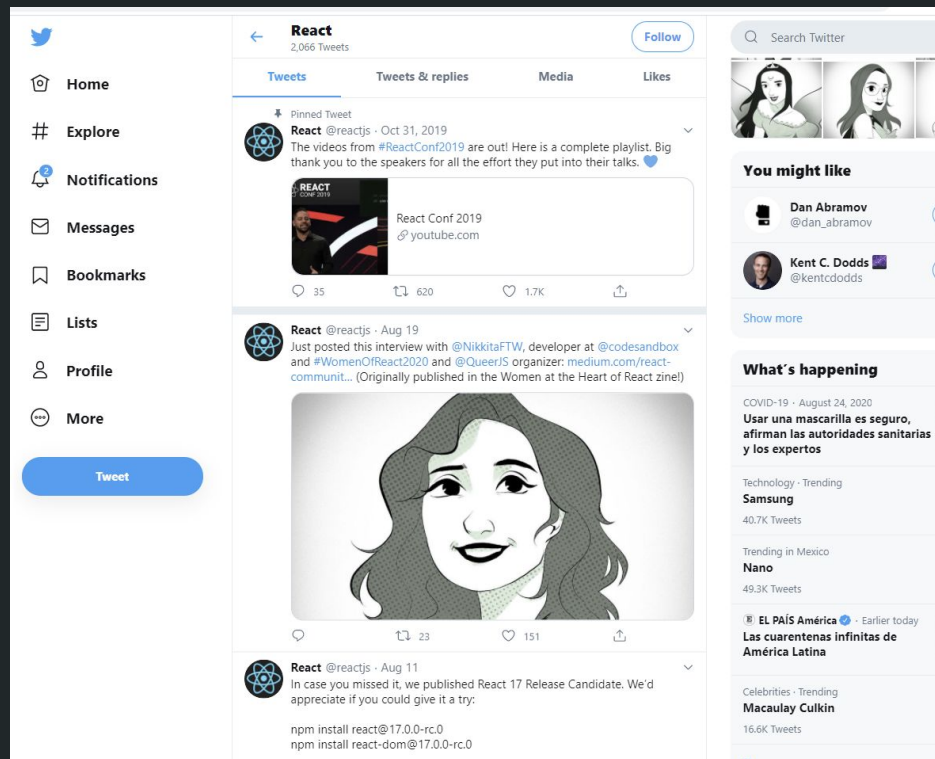 Home
Explore
2
Notifications
Messages
Bookmarks
Lists
Profile
More
Tweet
React
2,066 Tweets
Follow
Tweets
Tweets & replies
Media
Likes
Pinned Tweet
React @reactjs · Oct 31, 2019
The videos from #ReactConf2019 are out! Here is a complete playlist. Big
thank you to the speakers for all the effort they put into their talks. 💙
REACT
CONF 2019
React Conf 2019
youtube.com
35
620
1.7K
React @reactjs · Aug 19
Just posted this interview with @NikkitaFTW, developer at @codesandbox
and #WomenOfReact2020 and @QueerJS organizer: medium.com/react-
communit... (Originally published in the Women at the Heart of React zine!)
23
151
React @reactjs · Aug 11
In case you missed it, we published React 17 Release Candidate. We'd
appreciate if you could give it a try:
npm install react@17.0.0-rc.0
npm install react-dom@17.0.0-rc.0
Search Twitter
You might like
Dan Abramov
@dan_abramov
Kent C. Dodds
@kentcdodds
Show more
What´s happening
COVID-19 · August 24, 2020
Usar una mascarilla es seguro,
afirman las autoridades sanitarias
y los expertos
Technology · Trending
Samsung
40.7K Tweets
Trending in Mexico
Nano
49.3K Tweets
EL PAÍS América · Earlier today
Las cuarentenas infinitas de
América Latina
Celebrities · Trending
Macaulay Culkin
16.6K Tweets